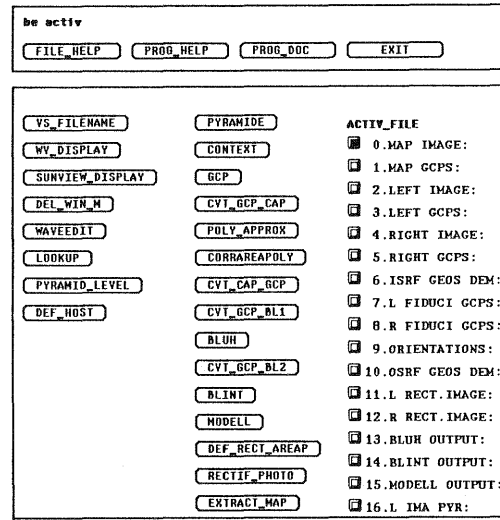 be activ
FILE_HELP PROG_HELP PROG_DOC EXIT
VS_FILENAME
WV_DISPLAY
SUNVIEW_DISPLAY
DEL_WIN_M
WAVEEDIT
LOOKUP
PYRAMID_LEVEL
DEF_HOST
PYRAMIDE
CONTEXT
GCP
CVT_GCP_CAP
POLY_APPROX
CORRAREAPOLY
CVT_CAP_GCP
CVT_GCP_BL1
BLUH
CVT_GCP_BL2
BLINT
MODELL
DEF_RECT_AREAP
RECTIF_PHOTO
EXTRACT_MAP
ACTIV_FILE
0.MAP IMAGE:
1.MAP GCPS:
2.LEFT IMAGE:
3.LEFT GCPS:
4.RIGHT IMAGE:
5.RIGHT GCPS:
6.ISRF GEOS DEM:
7.L FIDUCI GCPS:
8.R FIDUCI GCPS:
9.ORIENTATIONS:
10.OSRF GEOS DEM:
11.L RECT.IMAGE:
12.R RECT.IMAGE:
13.BLUH OUTPUT:
14.BLINT OUTPUT:
15.MODELL OUTPUT:
16.L IMA PYR: